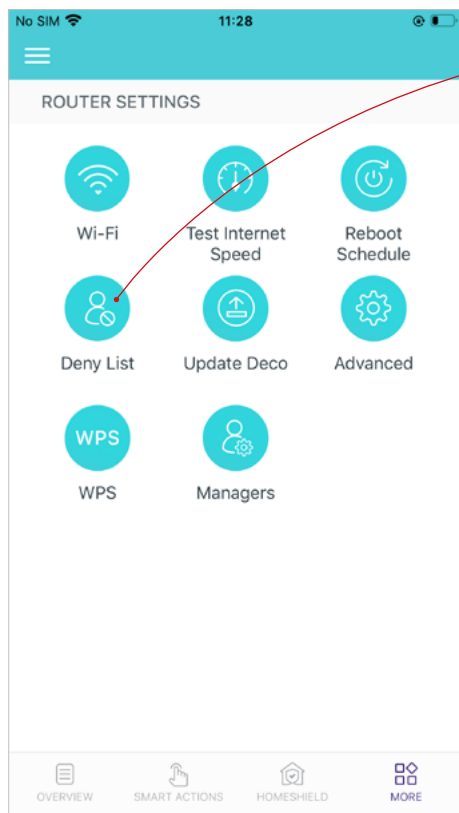 No SIM 11:28
ROUTER SETTINGS
Wi-Fi
Test Internet
Speed
Reboot
Schedule
Deny List
Update Deco
Advanced
WPS
WPS
Managers
OVERVIEW
SMART ACTIONS
HOMESHIELD
MORE